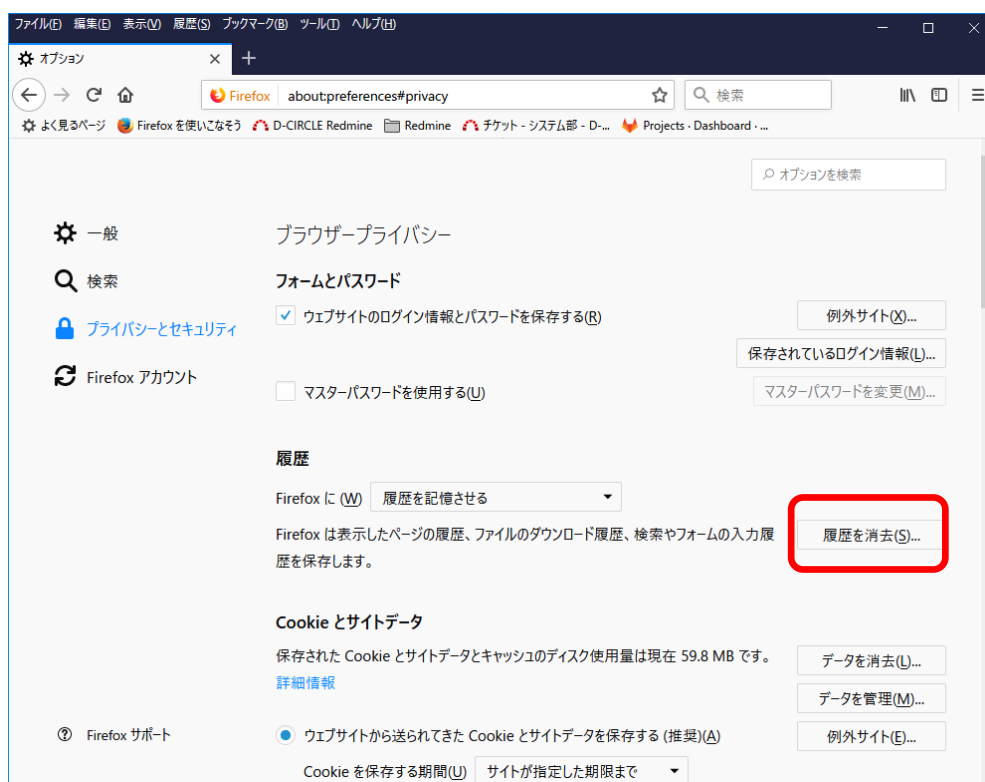 ファイル(F) 編集(E) 表示(V) 履歴(S) ブックマーク(B) ツール(T) ヘルプ(H)
オプション
Firefox about:preferences#privacy 検索
よく見るページ Firefox を使いこなそう D-CIRCLE Redmine Redmine チケット - システム部 - D-... Projects · Dashboard · ...
オプションを検索
一般
検索
プライバシーとセキュリティ
Firefox アカウント
Firefox サポート
ブラウザープライバシー
フォームとパスワード
ウェブサイトのログイン情報とパスワードを保存する(R) 例外サイト(X)...
保存されているログイン情報(L)...
マスターパスワードを使用する(U) マスターパスワードを変更(M)...
履歴
Firefox に (W) 履歴を記憶させる
Firefox は表示したページの履歴、ファイルのダウンロード履歴、検索やフォームの入力履 履歴を消去(S)...
歴を保存します。
Cookie とサイトデータ
保存された Cookie とサイトデータとキャッシュのディスク使用量は現在 59.8 MB です。 データを消去(L)...
詳細情報
データを管理(M)...
ウェブサイトから送られてきた Cookie とサイトデータを保存する (推奨)(A) 例外サイト(E)...
Cookie を保存する期間(U) サイトが指定した期限まで